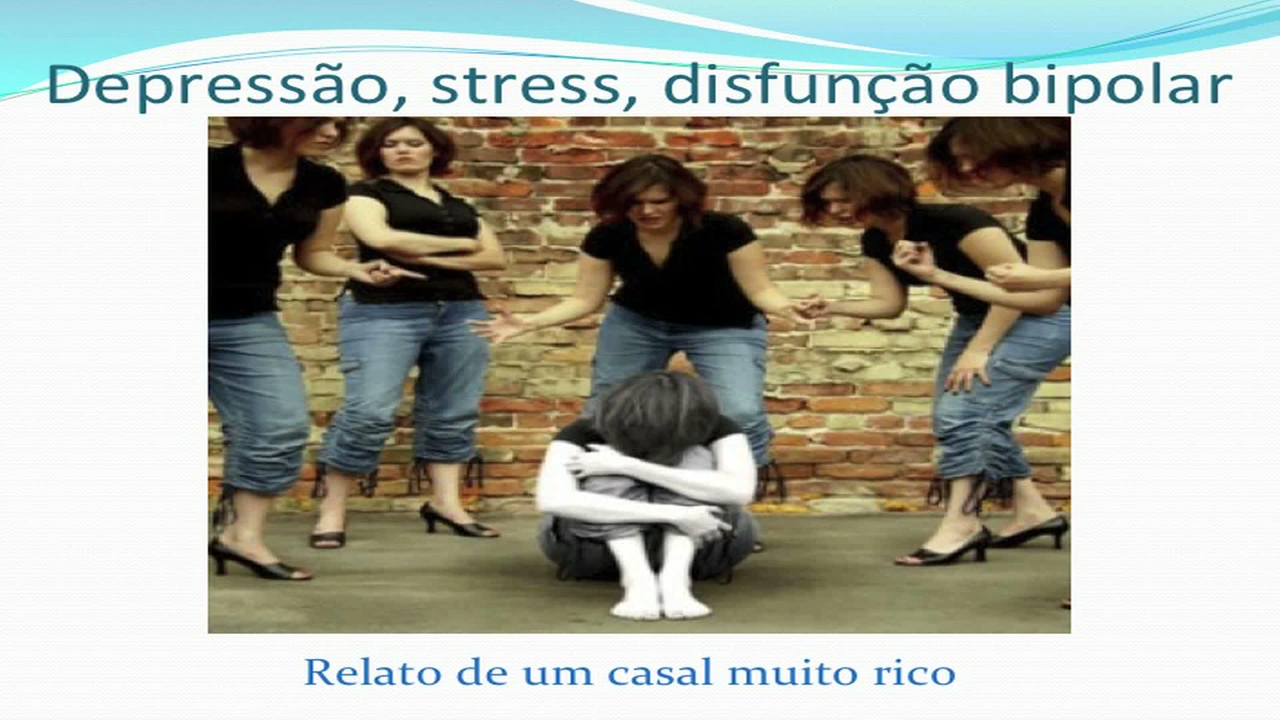 Depressão, stress, disfunção bipolar
Relato de um casal muito rico